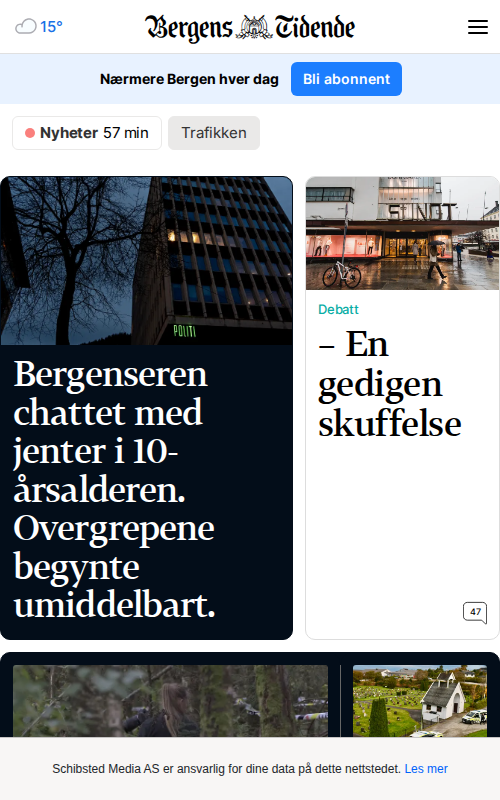 15°
Bergens Tidende
Nærmere Bergen hver dag
Bli abonnent
Nyheter 57 min
Trafikken
POLITI
Bergenseren
chattet med
jenter i 10-
årsalderen.
Overgrepene
begynte
umiddelbart.
Debatt
– En
gedigen
skuffelse
47
Schibsted Media AS er ansvarlig for dine data på dette nettstedet. Les mer